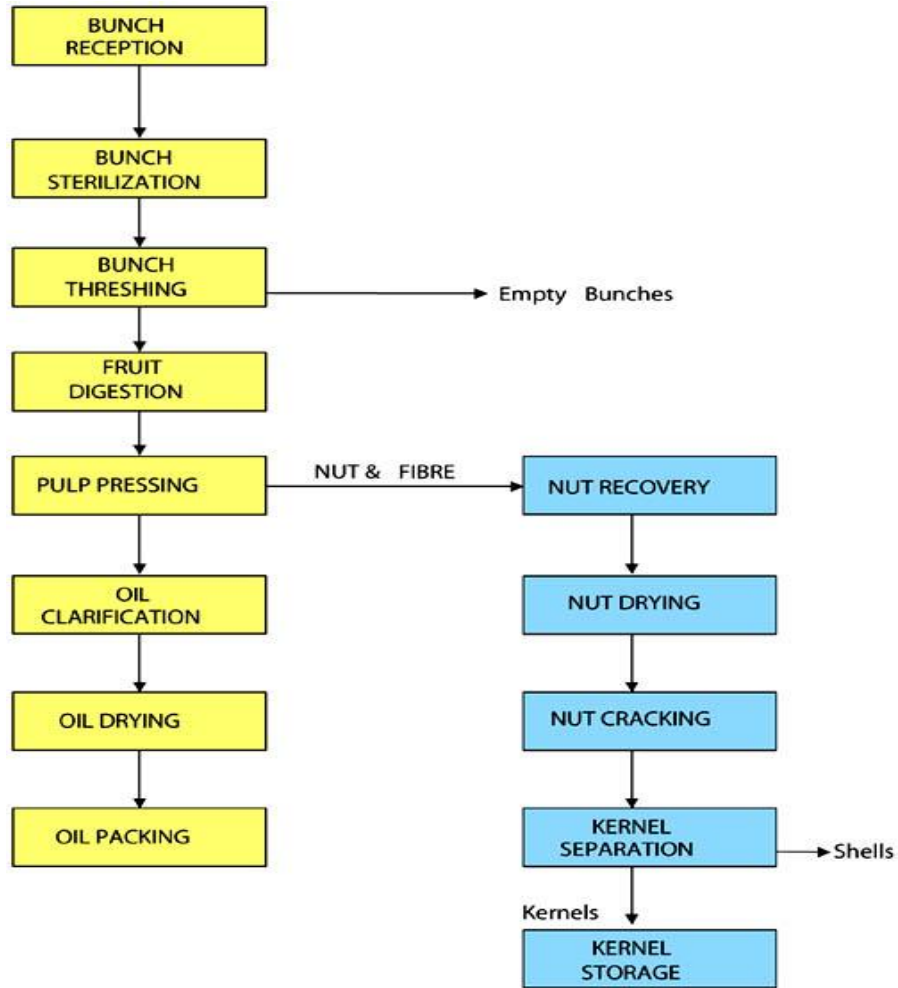 BUNCH
RECEPTION
BUNCH
STERILIZATION
BUNCH
THRESHING
Empty Bunches
FRUIT
DIGESTION
PULP PRESSING
NUT & FIBRE
NUT RECOVERY
OIL
CLARIFICATION
NUT DRYING
OIL DRYING
NUT CRACKING
OIL PACKING
KERNEL
SEPARATION
Shells
Kernels
KERNEL
STORAGE